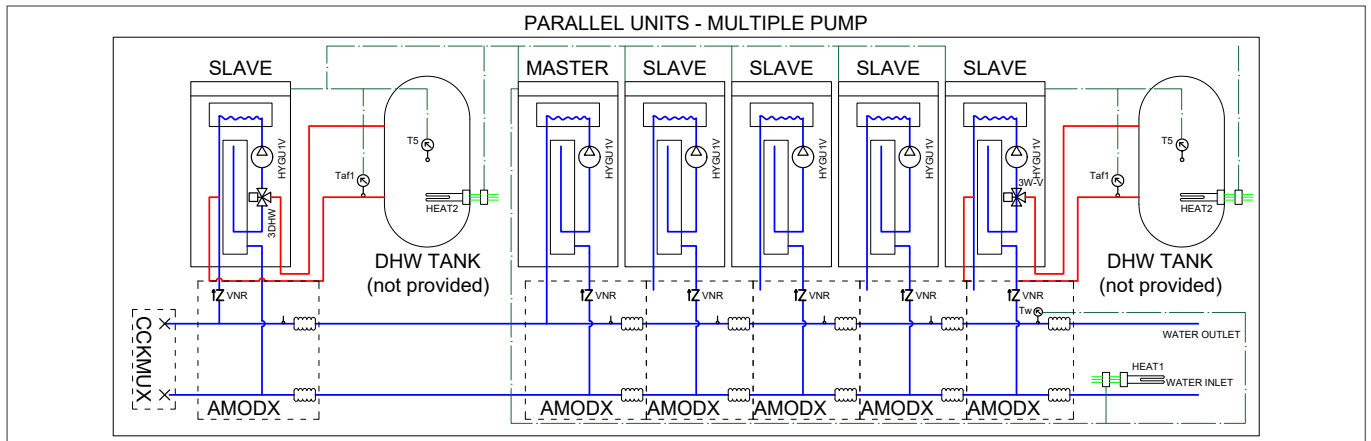 PARALLEL UNITS - MULTIPLE PUMP
SLAVE
MASTER
SLAVE
SLAVE
SLAVE
SLAVE
HYGU1V
T5
Taf1
3DHW
HEAT2
HYGU1V
HYGU1V
HYGU1V
HYGU1V
HYGU1V
3W-V
T5
Taf1
HEAT2
DHW TANK
(not provided)
DHW TANK
(not provided)
VNR
VNR
VNR
VNR
VNR
VNR
Tw
CCKMUX
WATER OUTLET
HEAT1
WATER INLET
AMODX
AMODX
AMODX
AMODX
AMODX
AMODX